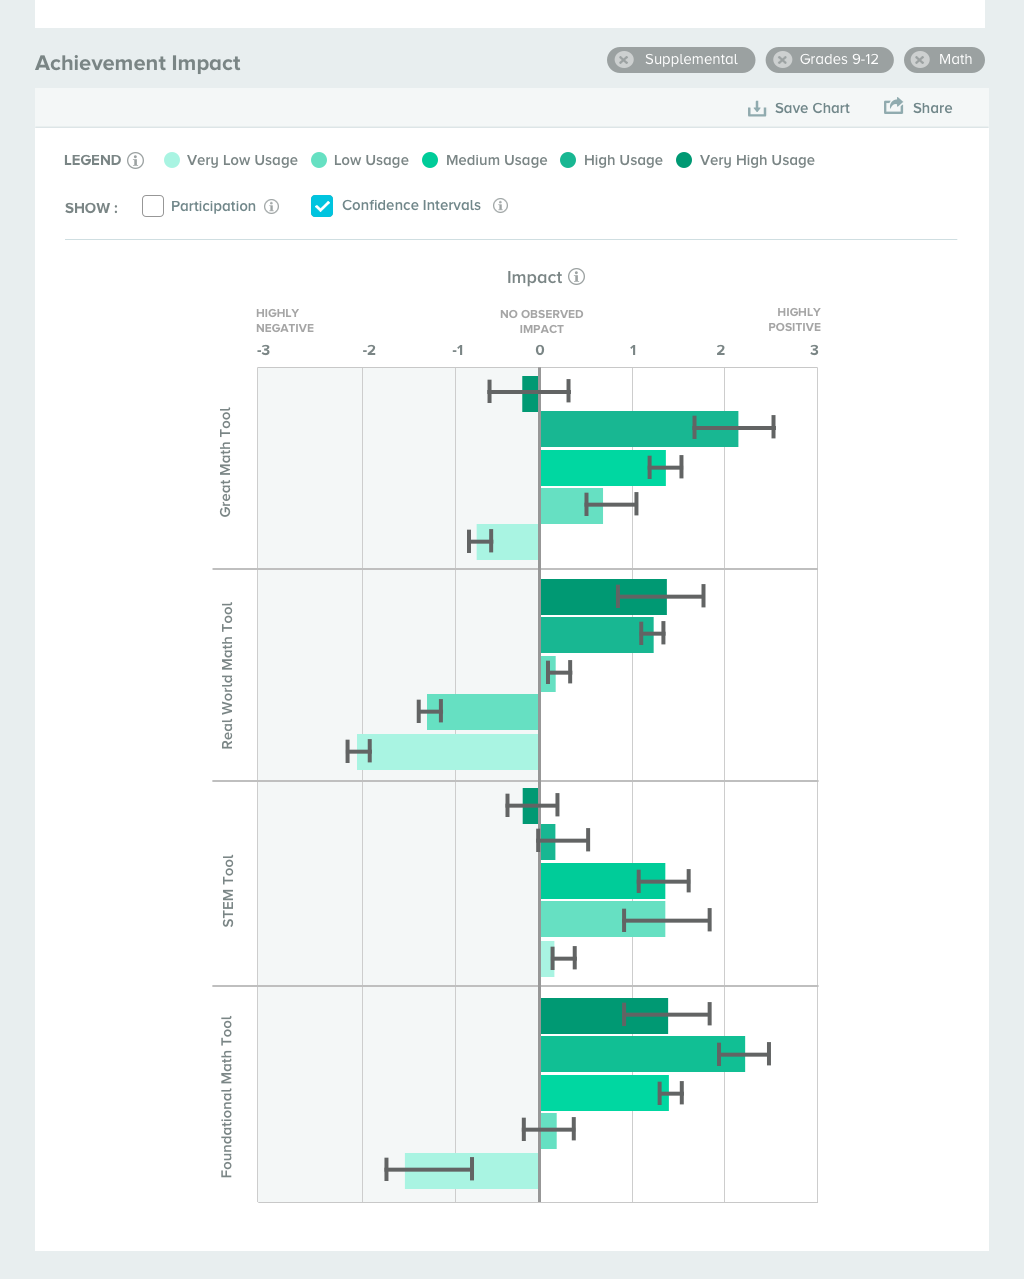 Achievement Impact
Supplemental
Grades 9-12
Math
Save Chart
Share
LEGEND
Very Low Usage
Low Usage
Medium Usage
High Usage
Very High Usage
SHOW :
Participation
Confidence Intervals
Impact
HIGHLY
NEGATIVE
NO OBSERVED
IMPACT
HIGHLY
POSITIVE
-3 -2 -1 0 1 2 3
Great Math Tool
Real World Math Tool
STEM Tool
Foundational Math Tool